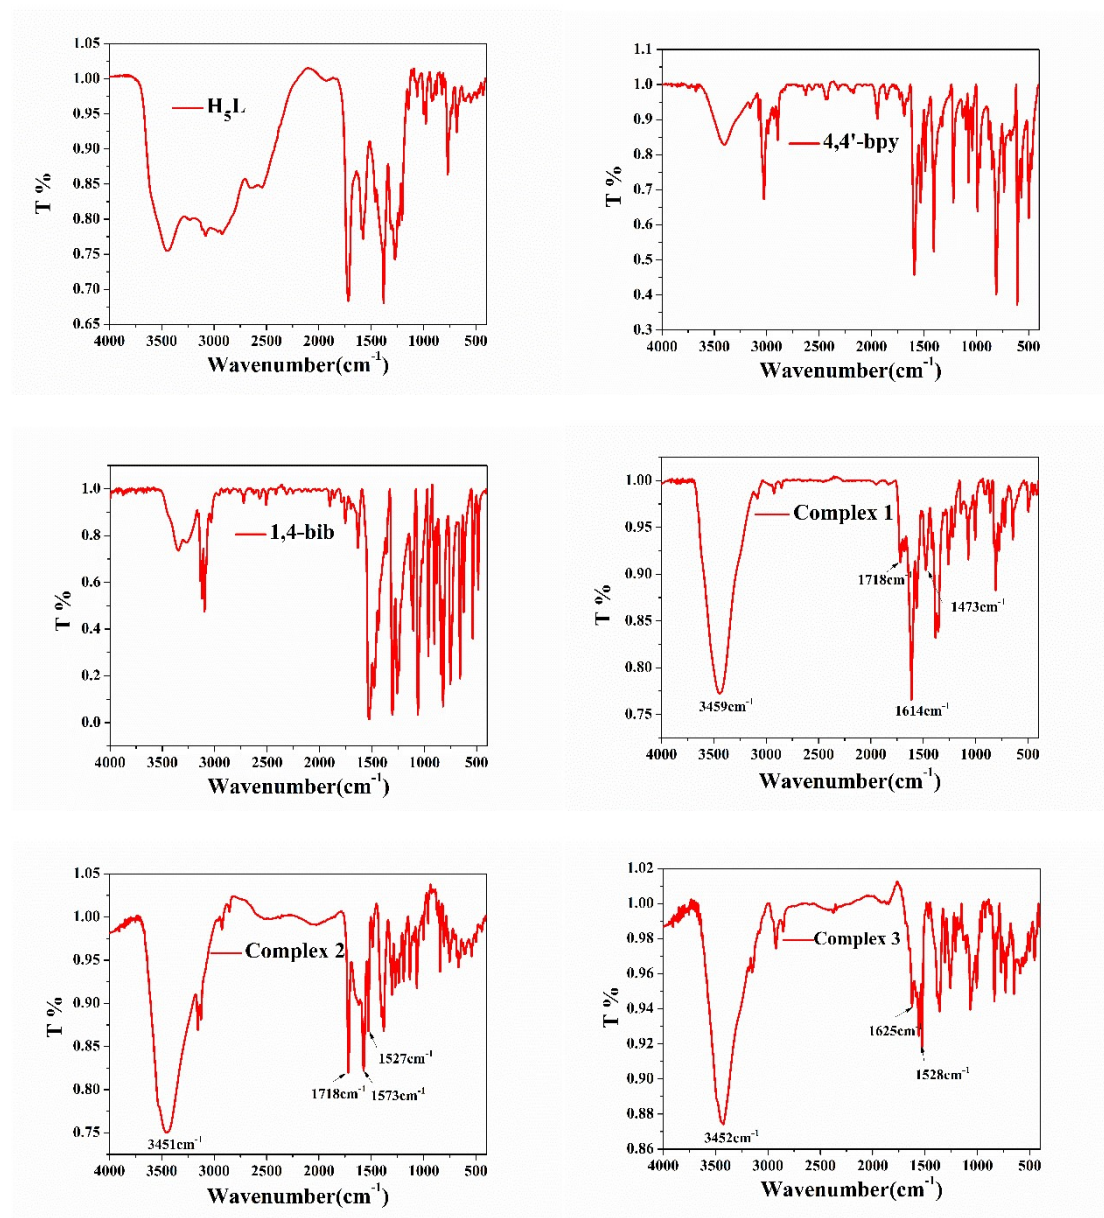 1.05
1.00
0.95
0.90
0.85
0.80
0.75
0.70
0.65
T %
H5L
4000 3500 3000 2500 2000 1500 1000 500
Wavenumber(cm-1)
1.1
1.0
0.9
0.8
0.7
0.6
0.5
0.4
0.3
T %
4,4'-bpy
4000 3500 3000 2500 2000 1500 1000 500
Wavenumber(cm-1)
1.0
0.8
0.6
0.4
0.2
0.0
T %
1,4-bib
4000 3500 3000 2500 2000 1500 1000 500
Wavenumber(cm-1)
1.00
0.95
0.90
0.85
0.80
0.75
T %
Complex 1
1718cm-1
1473cm-1
3459cm-1
1614cm-1
4000 3500 3000 2500 2000 1500 1000 500
Wavenumber(cm-1)
1.05
1.00
0.95
0.90
0.85
0.80
0.75
T %
Complex 2
1527cm-1
1718cm-1
1573cm-1
3451cm-1
4000 3500 3000 2500 2000 1500 1000 500
Wavenumber(cm-1)
1.02
1.00
0.98
0.96
0.94
0.92
0.90
0.88
0.86
T %
Complex 3
1625cm-1
1528cm-1
3452cm-1
4000 3500 3000 2500 2000 1500 1000 500
Wavenumber(cm-1)